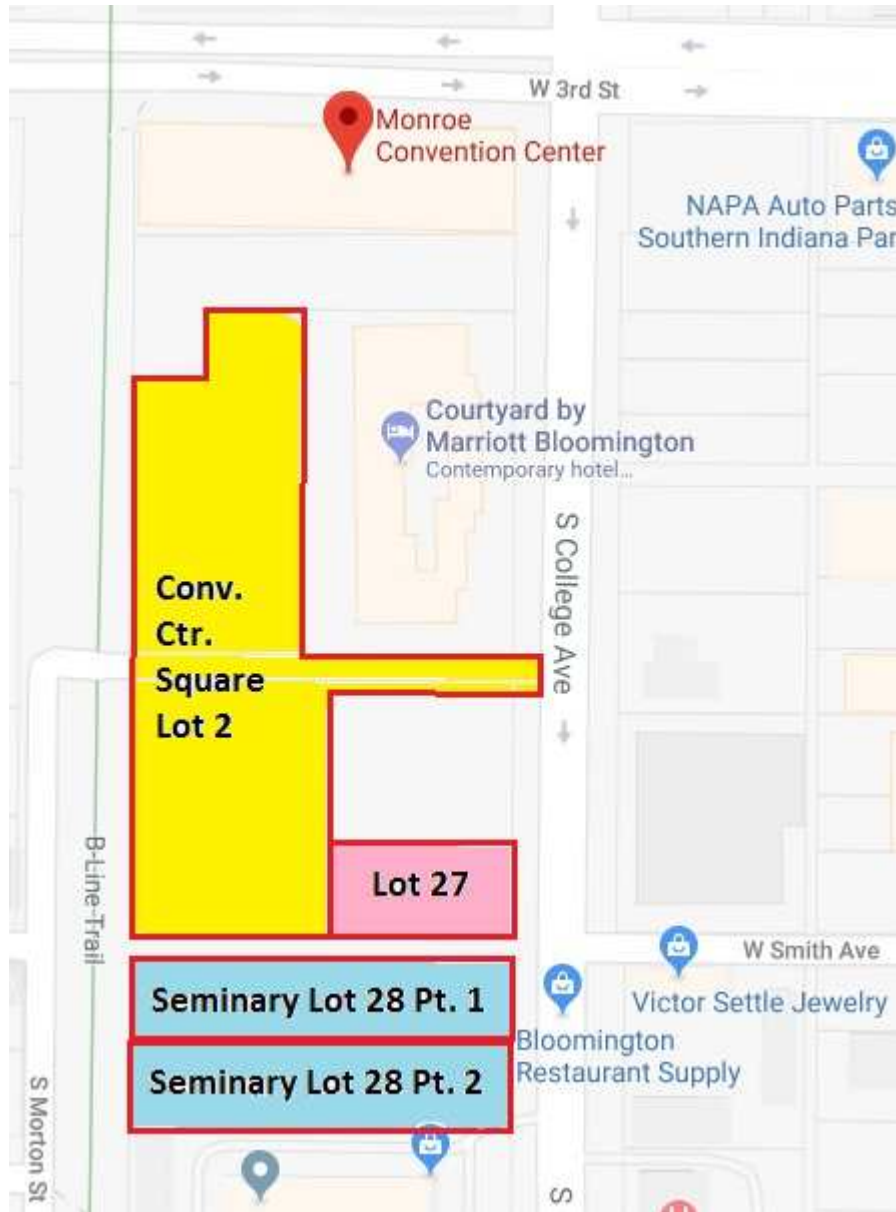 W 3rd St
Monroe
Convention Center
NAPA Auto Parts
Southern Indiana Par
Courtyard by
Marriott Bloomington
Contemporary hotel...
S College Ave
Conv.
Ctr.
Square
Lot 2
B-Line-Trail
Lot 27
W Smith Ave
Seminary Lot 28 Pt. 1
Victor Settle Jewelry
Bloomington
Restaurant Supply
Seminary Lot 28 Pt. 2
S Morton St
S